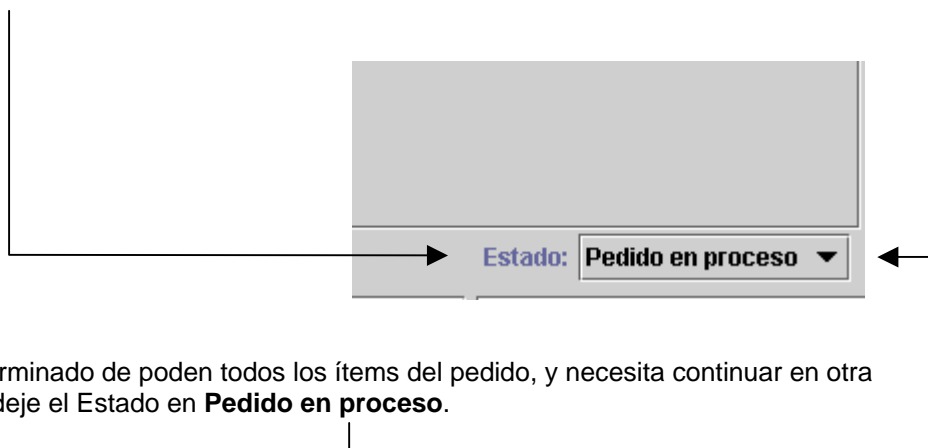 Estado: Pedido en proceso
rminado de poden todos los ítems del pedido, y necesita continuar en otra
deje el Estado en Pedido en proceso.